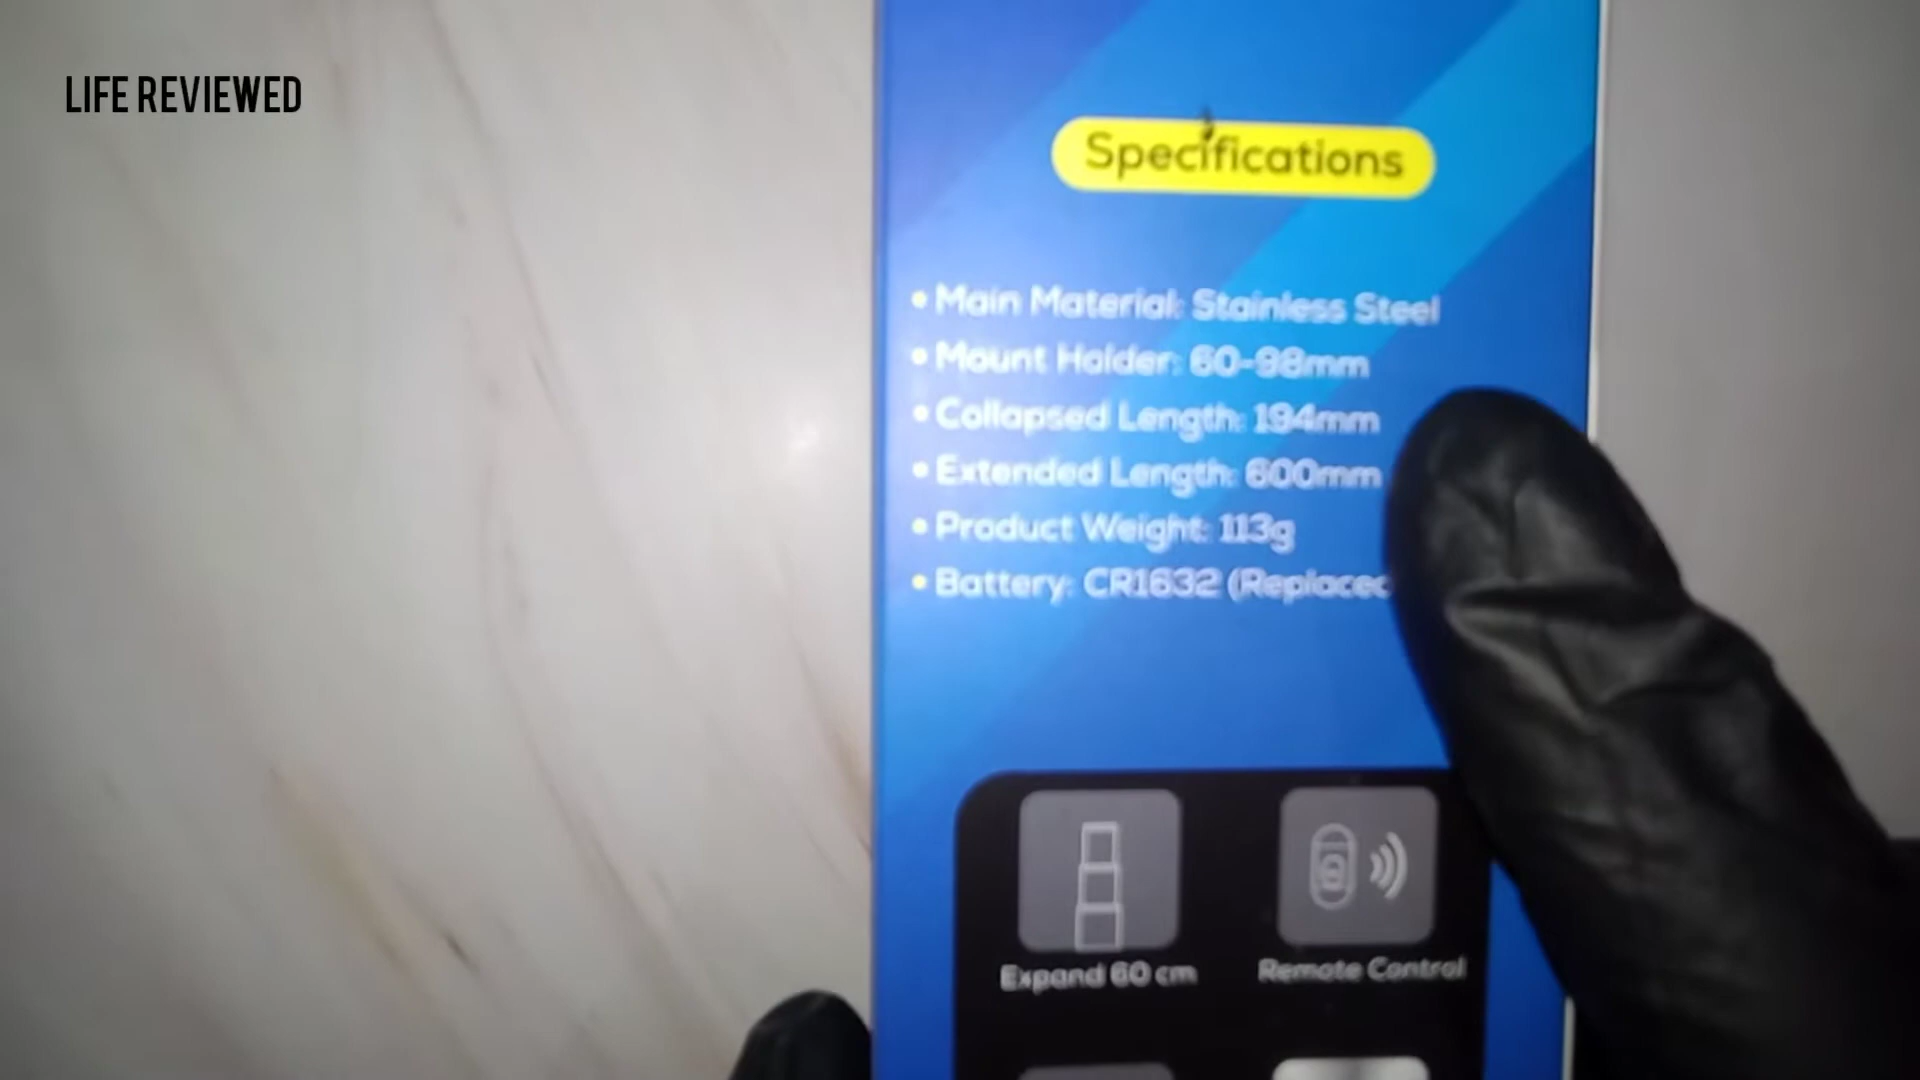 LIFE REVIEWED
Specifications
• Main Material: Stainless Steel
• Mount Holder: 60-98mm
• Collapsed Length: 194mm
• Extended Length: 600mm
• Product Weight: 113g
• Battery: CR1632 (Replaced
Expand 60 cm
Remote Control